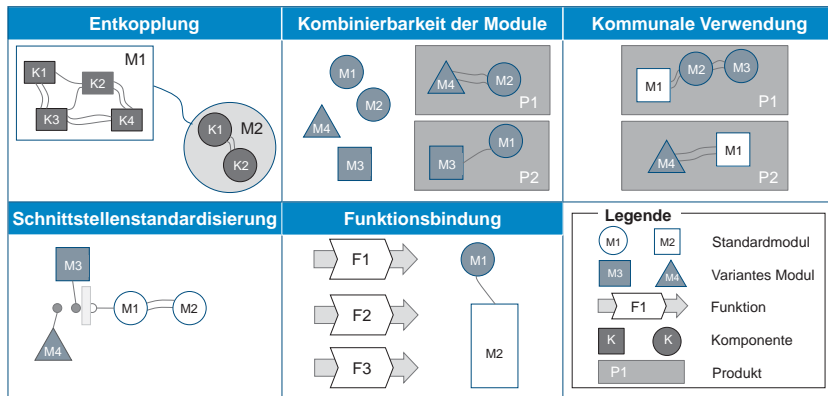 Entkopplung
M1
K1
K2
K3
K4
M2
K1
K2
Kombinierbarkeit der Module
M1
M2
M4
M3
M4
M2
P1
M3
M1
P2
Kommunale Verwendung
M1
M2
M3
P1
M4
M1
P2
Schnittstellenstandardisierung
M3
M4
M1
M2
Funktionsbindung
F1
F2
F3
M1
M2
Legende
M1 M2 Standardmodul
M3 M4 Variantes Modul
F1 Funktion
K K Komponente
P1 Produkt